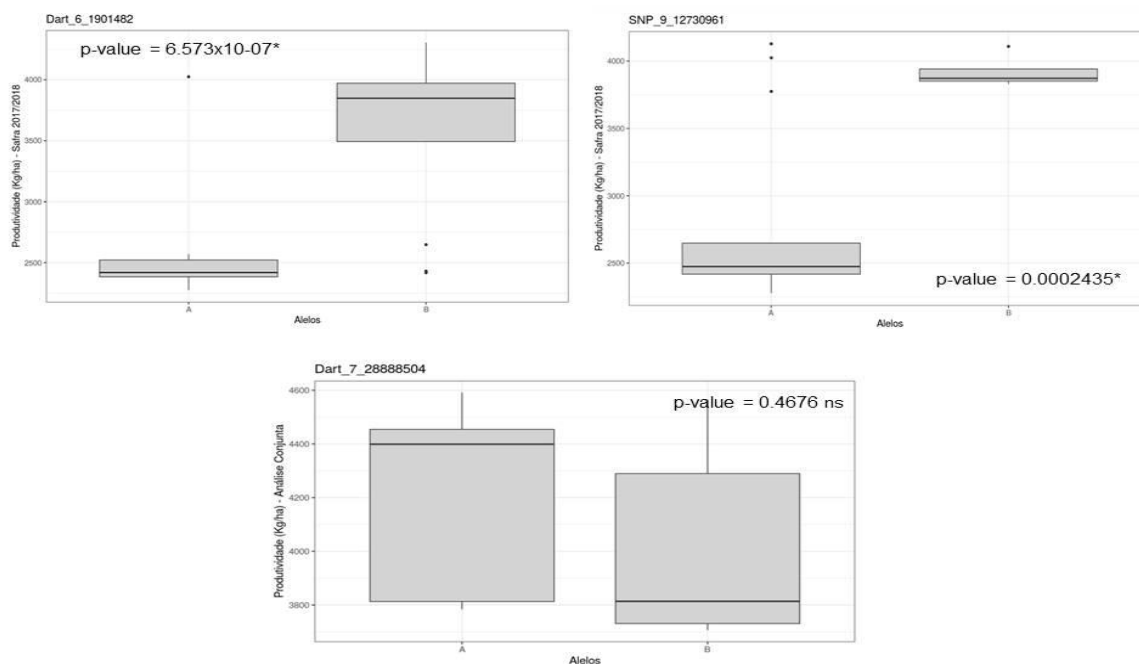 Dart_6_1901482
p-value = 6.573x10-07*
Produtividade (Kg/ha) - Safra 2017/2018
4000
3500
3000
2500
A
B
Alelos
SNP_9_12730961
Produtividade (Kg/ha) - Safra 2017/2018
4000
3500
3000
2500
p-value = 0.0002435*
A
B
Alelos
Dart_7_28888504
p-value = 0.4676 ns
Produtividade (Kg/ha) - Análise Conjunta
4600
4400
4200
4000
3800
A
B
Alelos